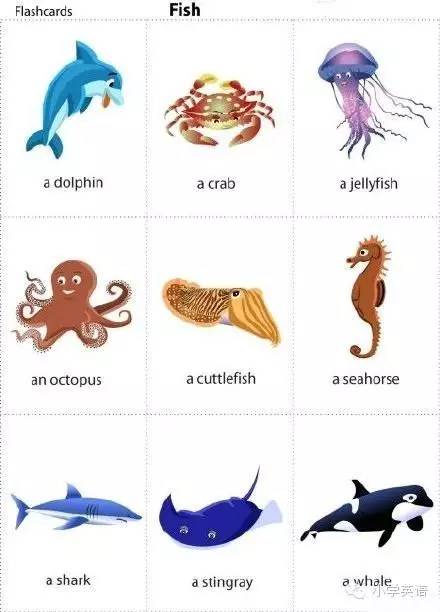 Flashcards
Fish
a dolphin
a crab
a jellyfish
an octopus
a cuttlefish
a seahorse
a shark
a stingray
a whale
小学英语